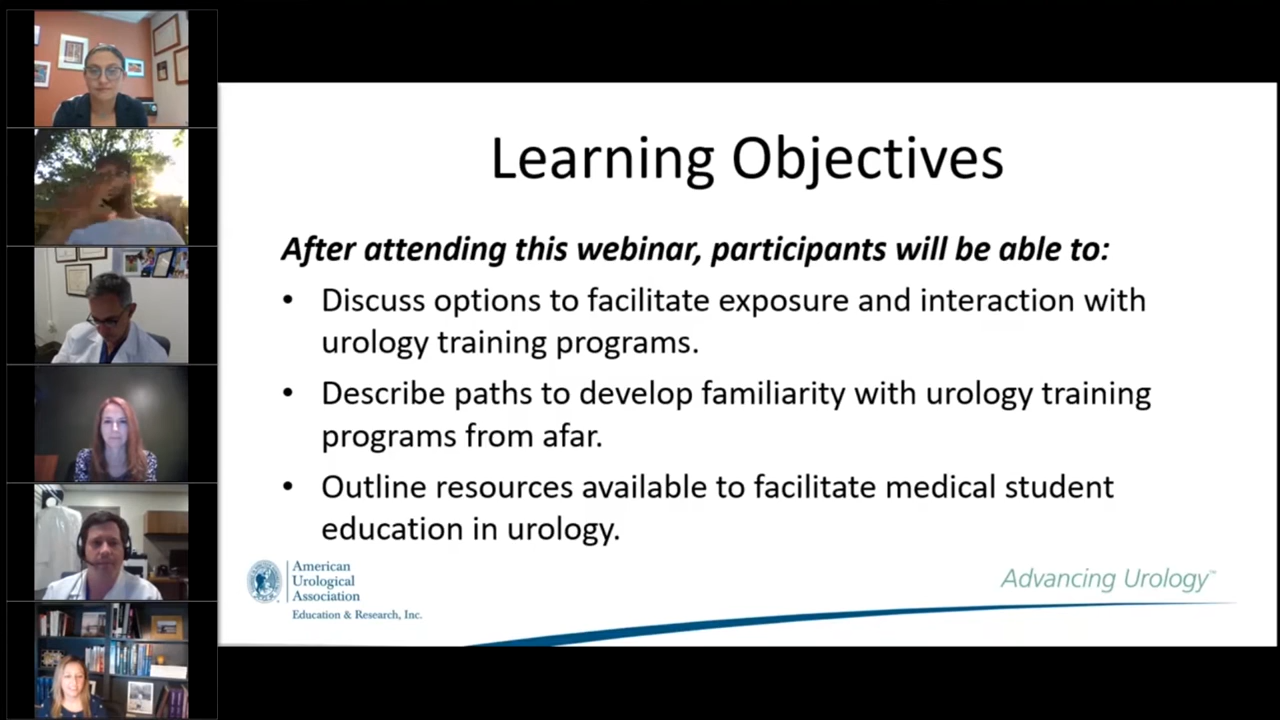 Learning Objectives
After attending this webinar, participants will be able to:
• Discuss options to facilitate exposure and interaction with
urology training programs.
• Describe paths to develop familiarity with urology training
programs from afar.
• Outline resources available to facilitate medical student
education in urology.
American
Urological
Association
Education & Research, Inc.
Advancing Urology™